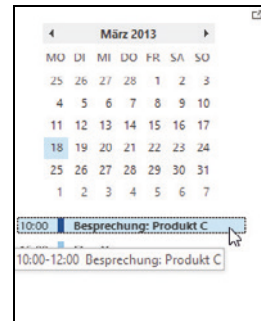 März 2013
MO DI MI DO FR SA SO
25 26 27 28 1 2 3
4 5 6 7 8 9 10
11 12 13 14 15 16 17
18 19 20 21 22 23 24
25 26 27 28 29 30 31
1 2 3 4 5 6 7
10:00 Besprechung: Produkt C
10:00-12:00 Besprechung: Produkt C